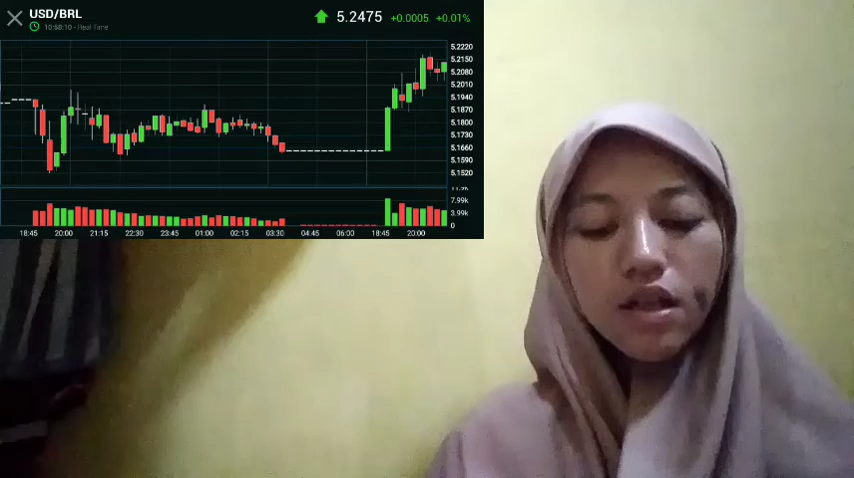 USD/BRL
10:58:10 - Real Time
5.2475 +0.0005 +0.01%
5.2220
5.2150
5.2080
5.2010
5.1940
5.1870
5.1800
5.1730
5.1660
5.1590
5.1520
11.9K
7.99K
3.99K
0
18:45 20:00 21:15 22:30 23:45 01:00 02:15 03:30 04:45 06:00 18:45 20:00